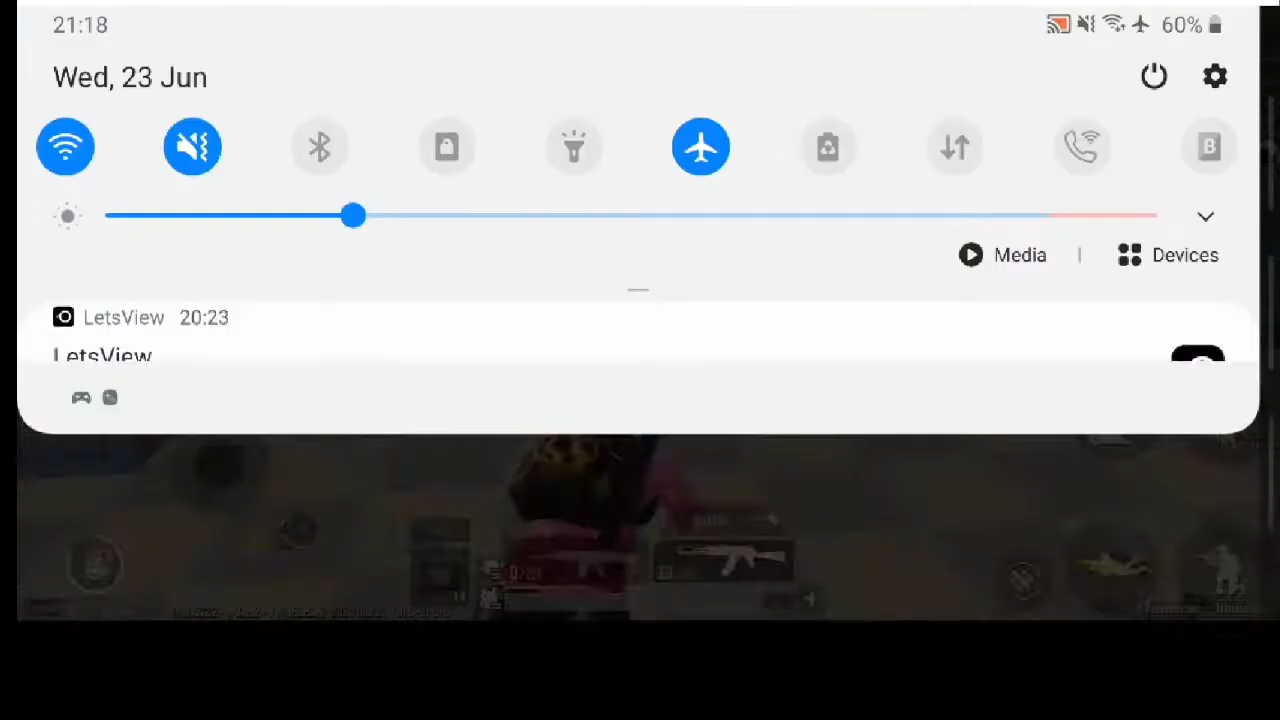 21:18 60%
Wed, 23 Jun
B
Media | Devices
LetsView 20:23
LetsView